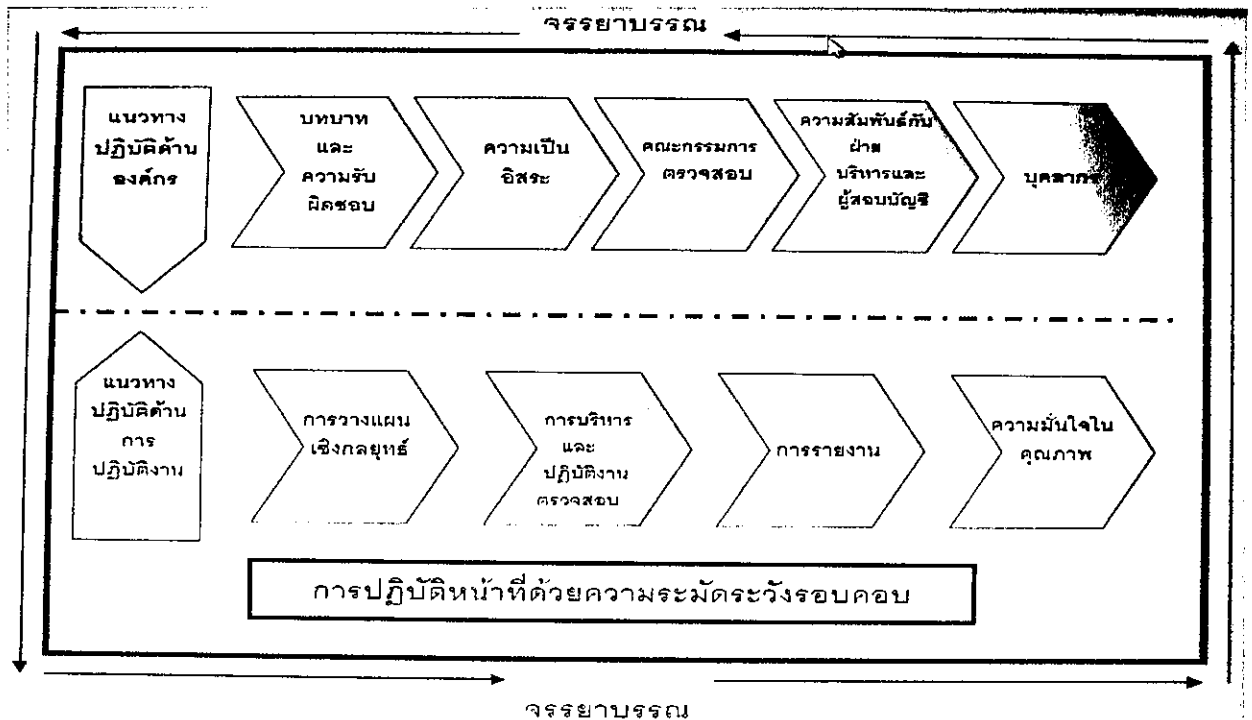 จรรยาบรรณ
แนวทาง
ปฏิบัติด้าน
องค์กร
บทบาท
และ
ความรับ
ผิดชอบ
ความเป็น
อิสระ
คณะกรรมการ
ตรวจสอบ
ความสัมพันธ์กับ
ฝ่าย
บริหารและ
ผู้สอบบัญชี
บุคลากร
แนวทาง
ปฏิบัติด้าน
การ
ปฏิบัติงาน
การวางแผน
เชิงกลยุทธ์
การบริหาร
และ
ปฏิบัติงาน
ตรวจสอบ
การรายงาน
ความมั่นใจใน
คุณภาพ
การปฏิบัติหน้าที่ด้วยความระมัดระวังรอบคอบ
จรรยาบรรณ